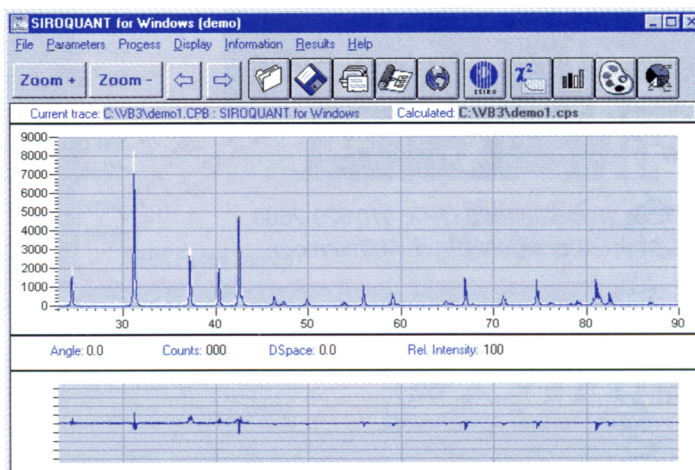 SIROQUANT for Windows (demo)
File Parameters Process Display Information Results Help
Zoom + Zoom - CSIRO χ²
Current trace: C:\VB3\demo1.CPB : SIROQUANT for Windows Calculated: C:\VB3\demo1.cps
9000
8000
7000
6000
5000
4000
3000
2000
1000
0
30 40 50 60 70 80 90
Angle: 0.0 Counts: 000 DSpace: 0.0 Rel. Intensity: 100